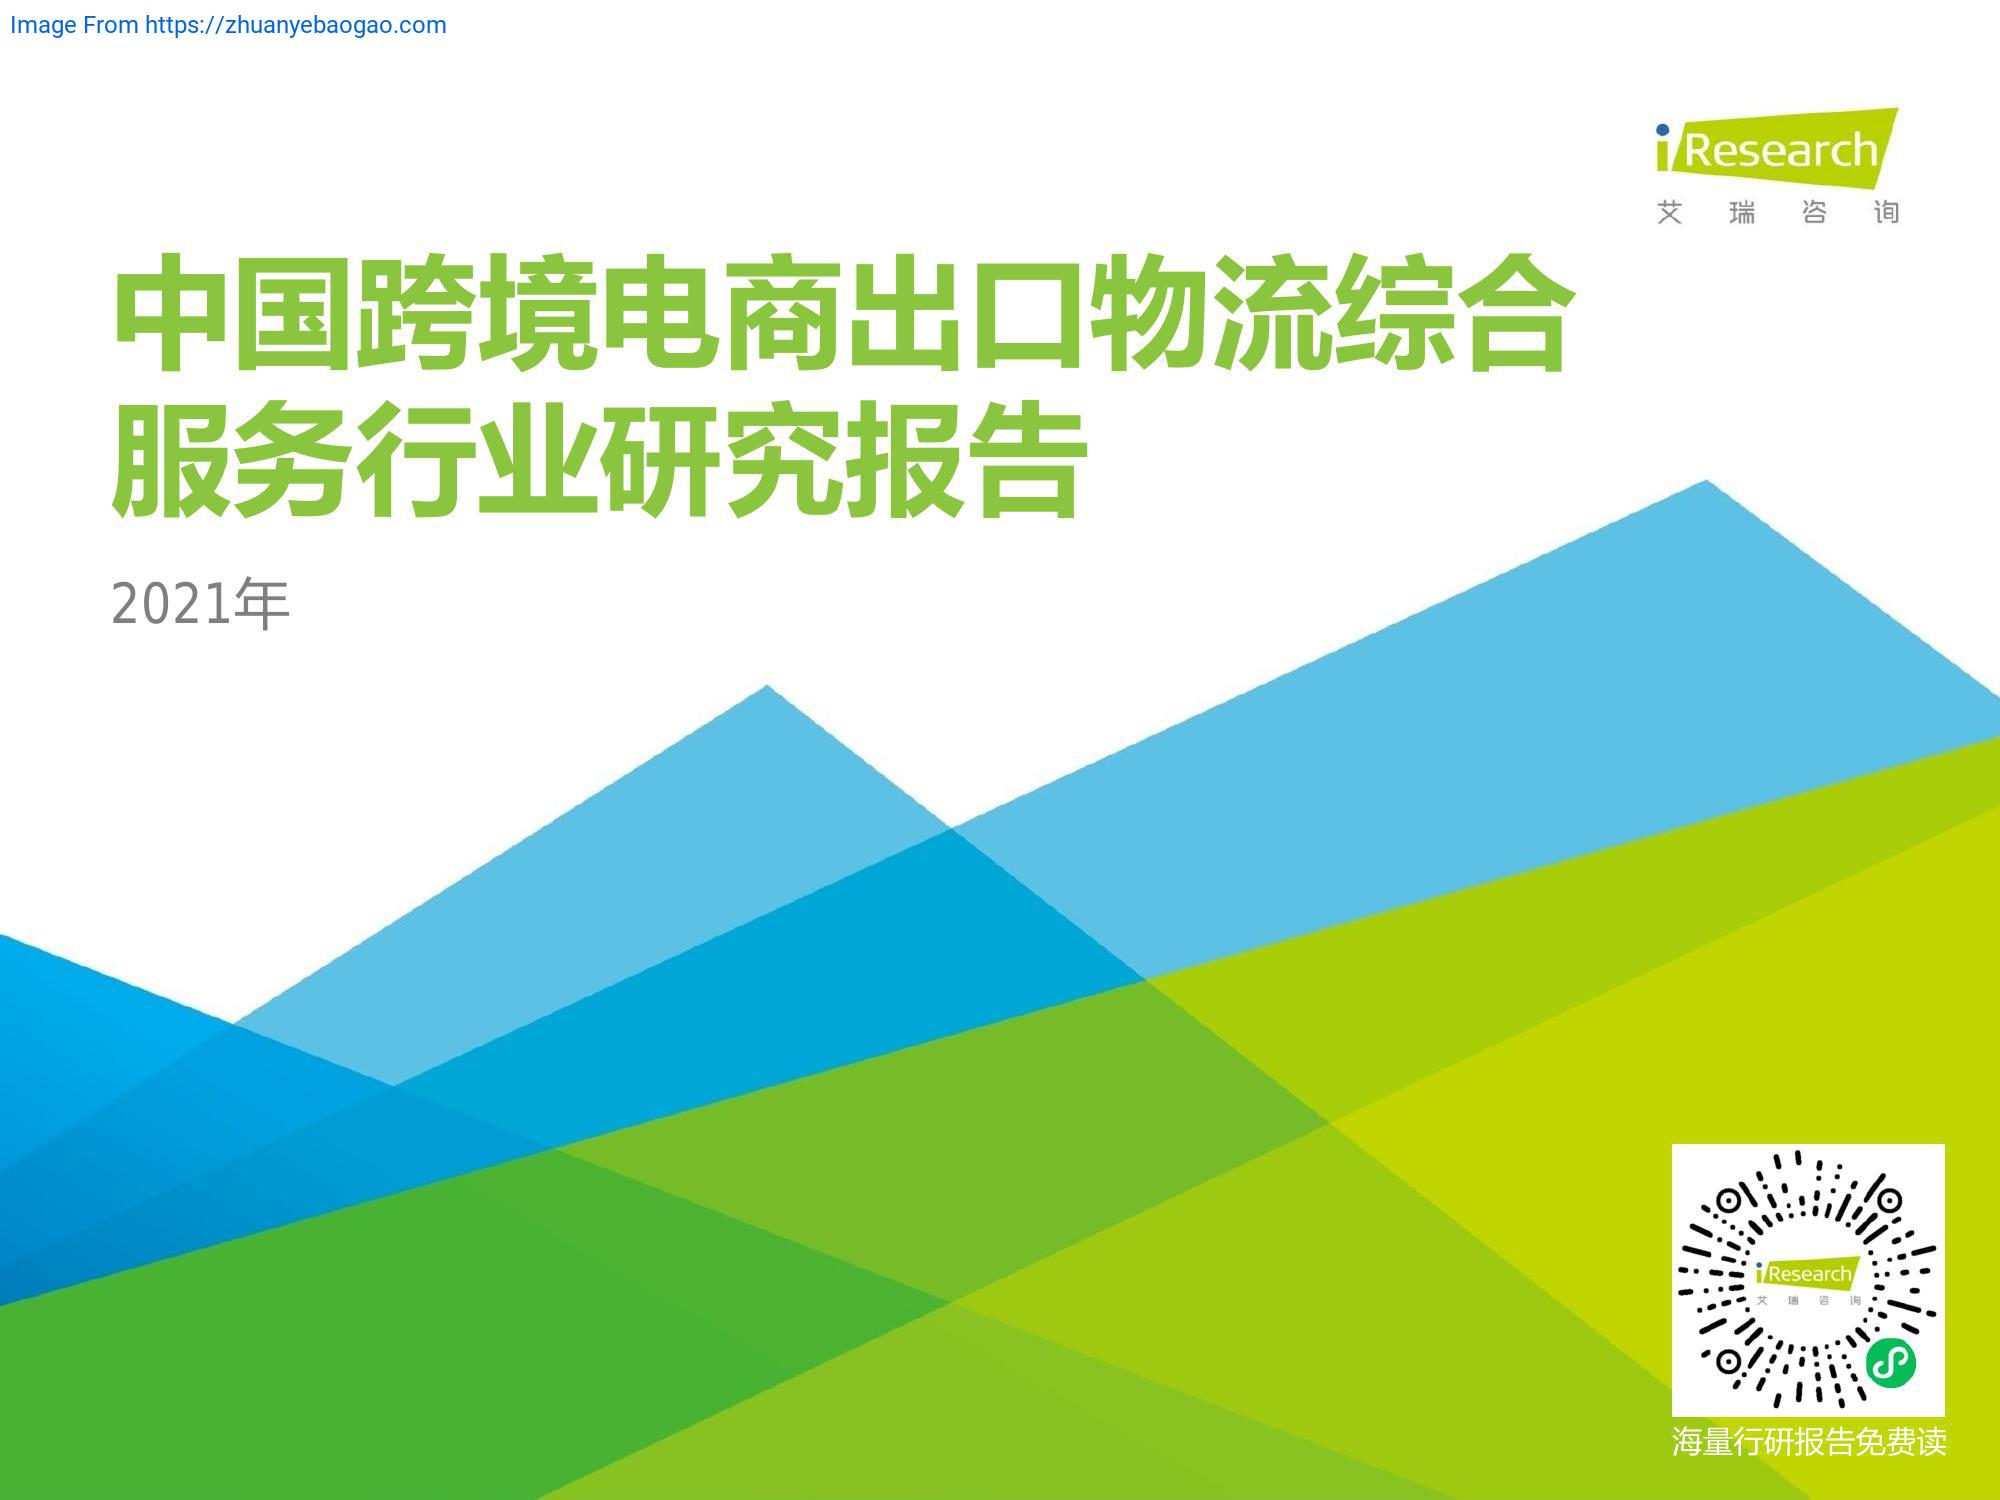 Image From https://zhuanyebaogao.com
iResearch
艾瑞咨询
中国跨境电商出口物流综合
服务行业研究报告
2021年
iResearch
艾瑞咨询
海量行研报告免费读